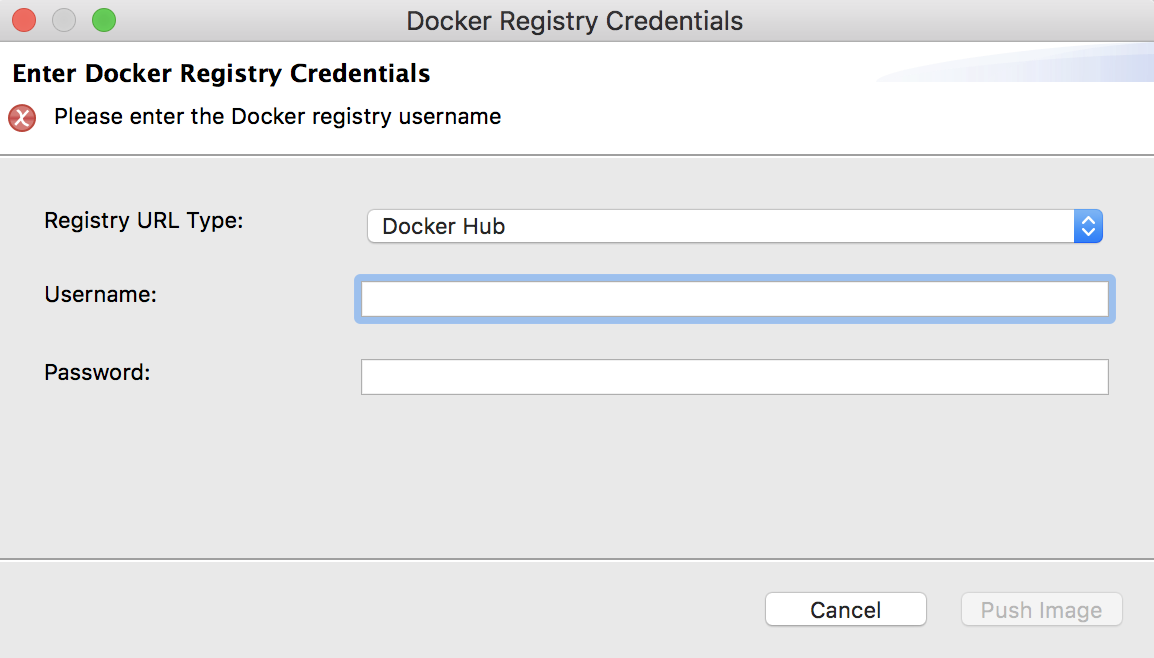 Docker Registry Credentials
Enter Docker Registry Credentials
Please enter the Docker registry username
Registry URL Type:
Docker Hub
Username:
Password:
Cancel
Push Image